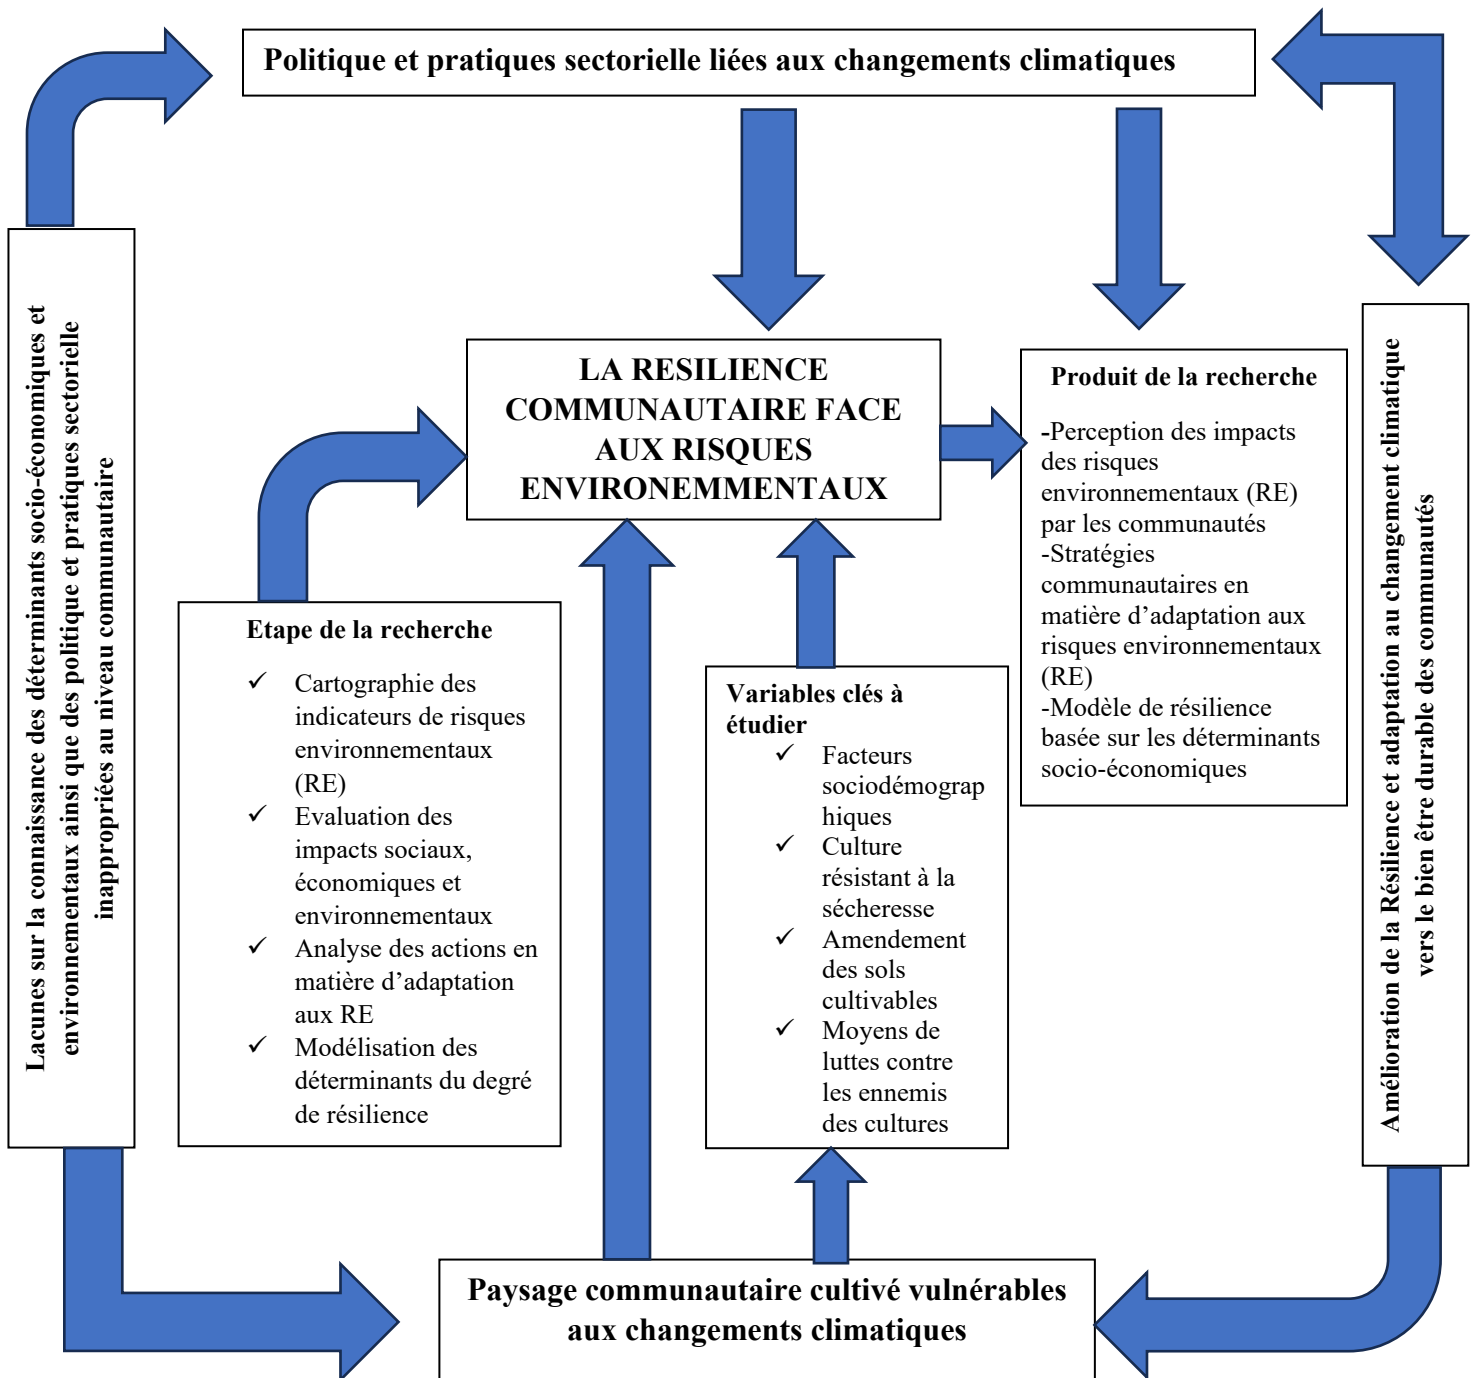 Politique et pratiques sectorielle liées aux changements climatiques
Lacunes sur la connaissance des déterminants socio-économiques et
environnementaux ainsi que des politique et pratiques sectorielle
inappropriées au niveau communautaire
LA RESILIENCE
COMMUNAUTAIRE FACE
AUX RISQUES
ENVIRONEMMENTAUX
Produit de la recherche
-Perception des impacts
des risques
environnementaux (RE)
par les communautés
-Stratégies
communautaires en
matière d’adaptation aux
risques environnementaux
(RE)
-Modèle de résilience
basée sur les déterminants
socio-économiques
Amélioration de la Résilience et adaptation au changement climatique
vers le bien être durable des communautés
Etape de la recherche
✓ Cartographie des
indicateurs de risques
environnementaux
(RE)
✓ Evaluation des
impacts sociaux,
économiques et
environnementaux
✓ Analyse des actions en
matière d’adaptation
aux RE
✓ Modélisation des
déterminants du degré
de résilience
Variables clés à
étudier
✓ Facteurs
sociodémograp
hiques
✓ Culture
résistant à la
sécheresse
✓ Amendement
des sols
cultivables
✓ Moyens de
luttes contre
les ennemis
des cultures
Paysage communautaire cultivé vulnérables
aux changements climatiques